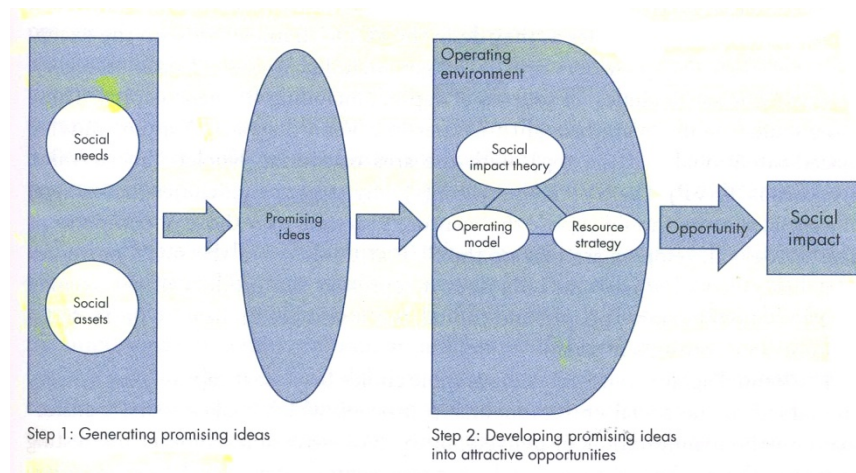 Social
needs
Social
assets
Promising
ideas
Operating
environment
Social
impact theory
Operating
model
Resource
strategy
Opportunity
Social
impact
Step 1: Generating promising ideas
Step 2: Developing promising ideas
into attractive opportunities